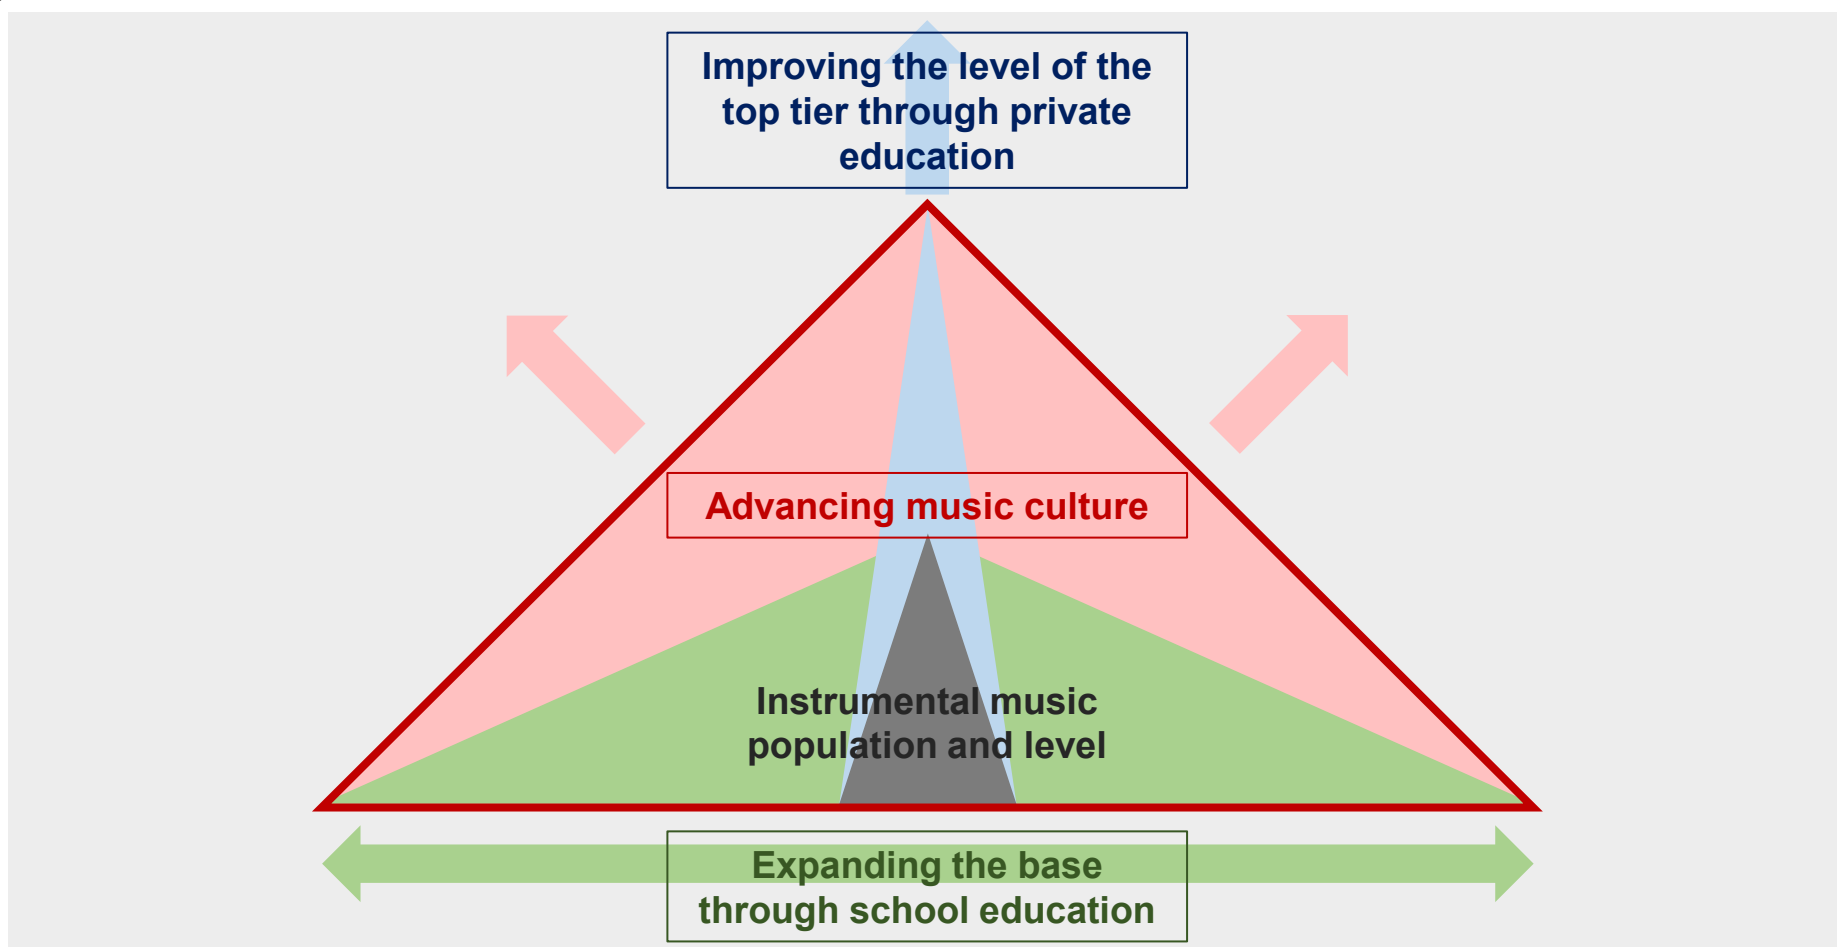 Improving the level of the
top tier through private
education
Advancing music culture
Instrumental music
population and level
Expanding the base
through school education